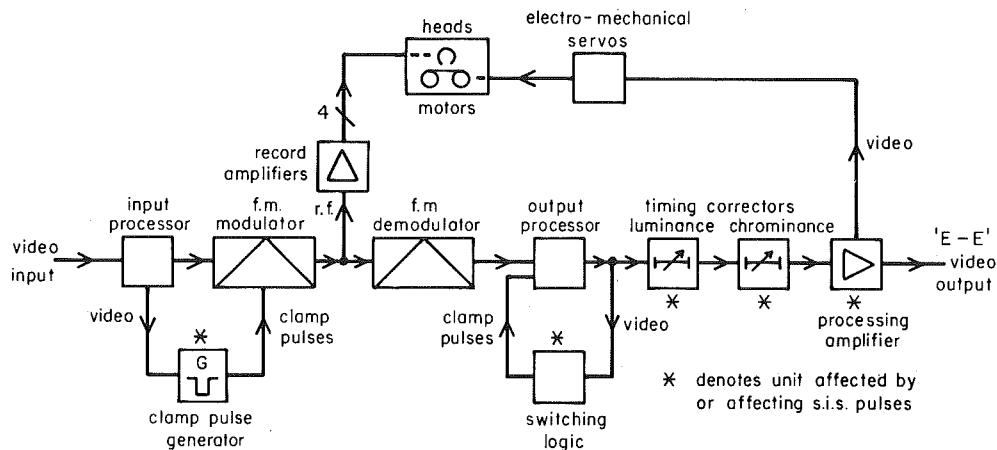 electro-mechanical
servos
heads
motors
4
video
record
amplifiers
input
processor
f.m.
modulator
r.f.
f.m
demodulator
output
processor
timing correctors
luminance
chrominance
'E-E'
video
output
video
input
video
clamp
pulses
clamp
pulses
video
processing
amplifier
*
*
*
*
G
*
clamp pulse
generator
switching
logic
* denotes unit affected by
or affecting s.i.s. pulses